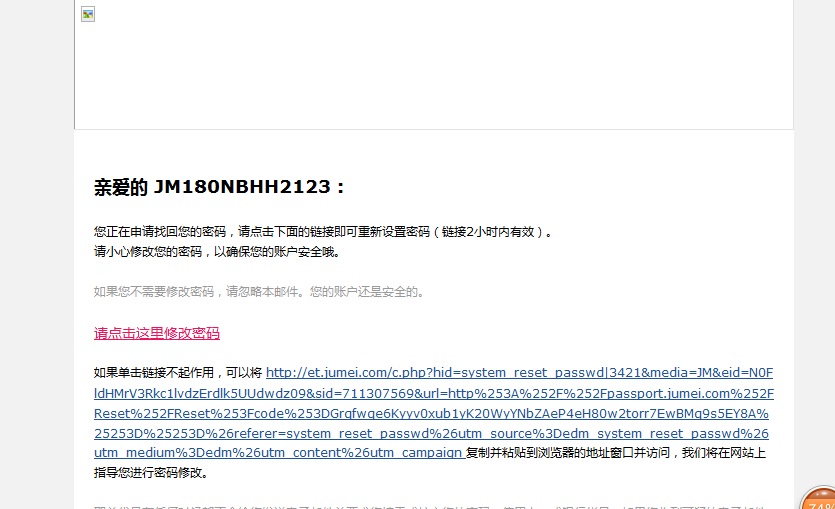 亲爱的 JM180NBHH2123：
您正在申请找回您的密码，请点击下面的链接即可重新设置密码（链接2小时内有效）。
请小心修改您的密码，以确保您的账户安全哦。
如果您不需要修改密码，请忽略本邮件。您的账户还是安全的。
请点击这里修改密码
如果单击链接不起作用，可以将 http://et.jumei.com/c.php?hid=system_reset_passwd|3421&media=JM&eid=N0F
ldHMrV3Rkc1lvdzErdlk5UUdwdz09&sid=711307569&url=http%253A%252F%252Fpassport.jumei.com%252F
Reset%252FReset%253Fcode%253DGrqfwqe6Kyvv0xub1yK20WyYNbZAeP4eH80w2torr7EwBMq9s5EY8A%
25253D%25253D%26referer=system_reset_passwd%26utm_source%3Dedm_system_reset_passwd%26
utm_medium%3Dedm%26utm_content%26utm_campaign 复制并粘贴到浏览器的地址窗口并访问，我们将在网站上
指导您进行密码修改。